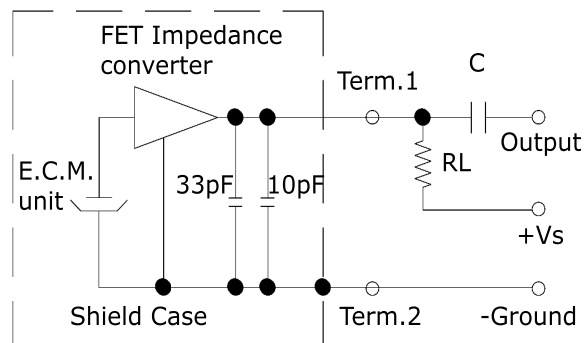 FET Impedance
converter
Term.1
C
Output
E.C.M.
unit
33pF
10pF
RL
+Vs
Shield Case
Term.2
-Ground